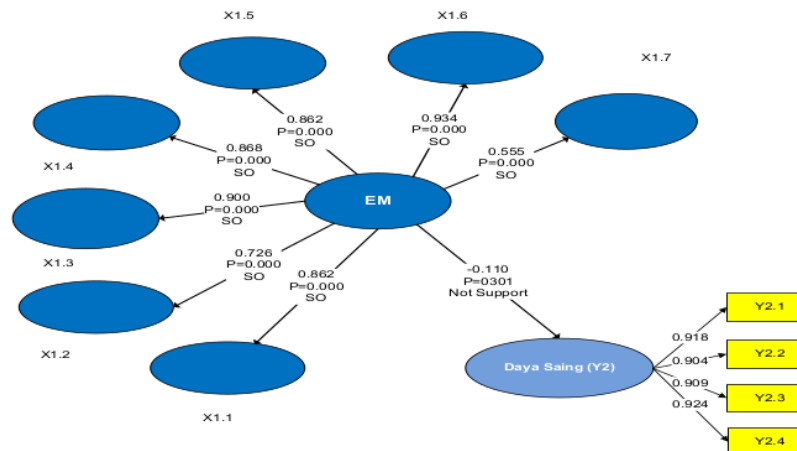 X1.5
X1.6
X1.7
0.862
P=0.000
SO
0.934
P=0.000
SO
0.868
P=0.000
SO
0.555
P=0.000
SO
X1.4
EM
0.900
P=0.000
SO
X1.3
0.726
P=0.000
SO
0.862
P=0.000
SO
-0.110
P=0301
Not Support
X1.2
X1.1
Daya Saing (Y2)
0.918
0.904
0.909
0.924
Y2.1
Y2.2
Y2.3
Y2.4